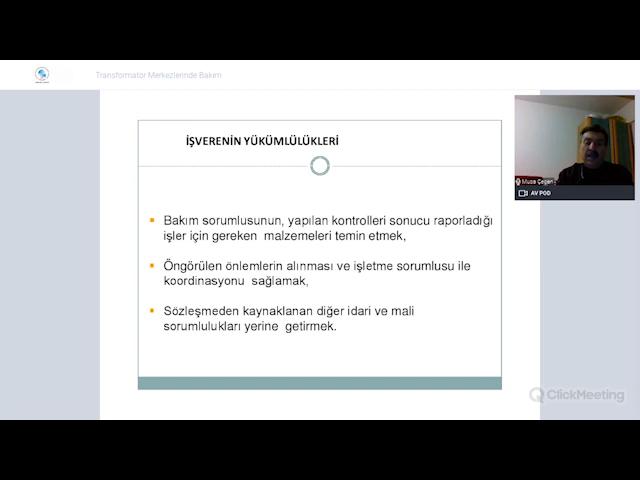 Transformatör Merkezlerinde Bakım
İŞVERENİN YÜKÜMLÜLÜKLERİ
Bakım sorumlusunun, yapılan kontrolleri sonucu raporladığı
işler için gereken malzemeleri temin etmek,
Öngörülen önlemlerin alınması ve işletme sorumlusu ile
koordinasyonu sağlamak,
Sözleşmeden kaynaklanan diğer idari ve mali
sorumlulukları yerine getirmek.
Musa Çeçen
AV POD
ClickMeeting